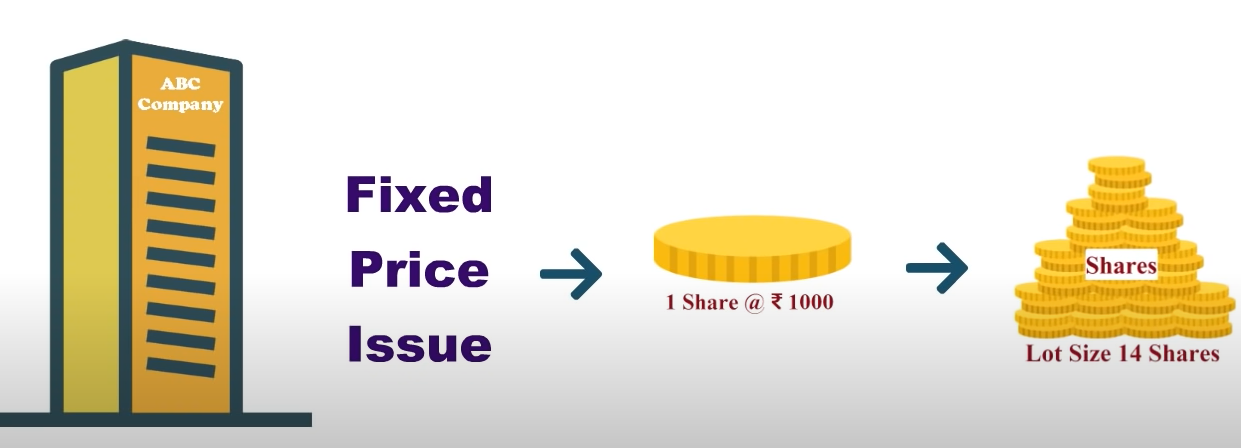 ABC
Company
Fixed
Price
Issue
1 Share @ ₹ 1000
Shares
Lot Size 14 Shares